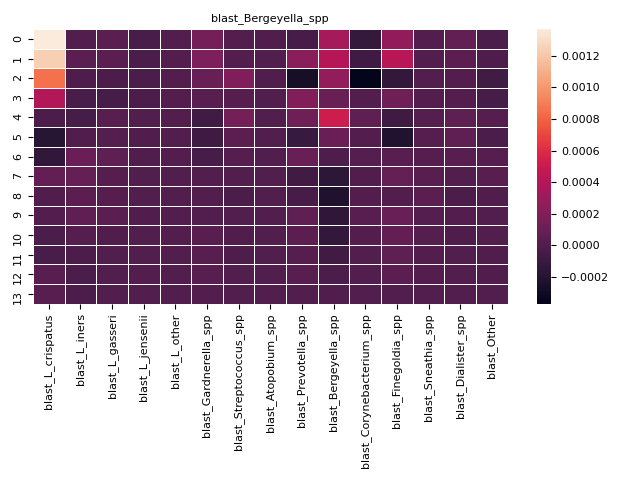 blast_Bergeyella_spp
0
1
2
3
4
5
6
7
8
9
10
11
12
13
blast_L_crispatus
blast_L_iners
blast_L_gasseri
blast_L_jensenii
blast_L_other
blast_Gardnerella_spp
blast_Streptococcus_spp
blast_Atopobium_spp
blast_Prevotella_spp
blast_Bergeyella_spp
blast_Corynebacterium_spp
blast_Finegoldia_spp
blast_Sneathia_spp
blast_Dialister_spp
blast_Other
0.0012
0.0010
0.0008
0.0006
0.0004
0.0002
0.0000
−0.0002